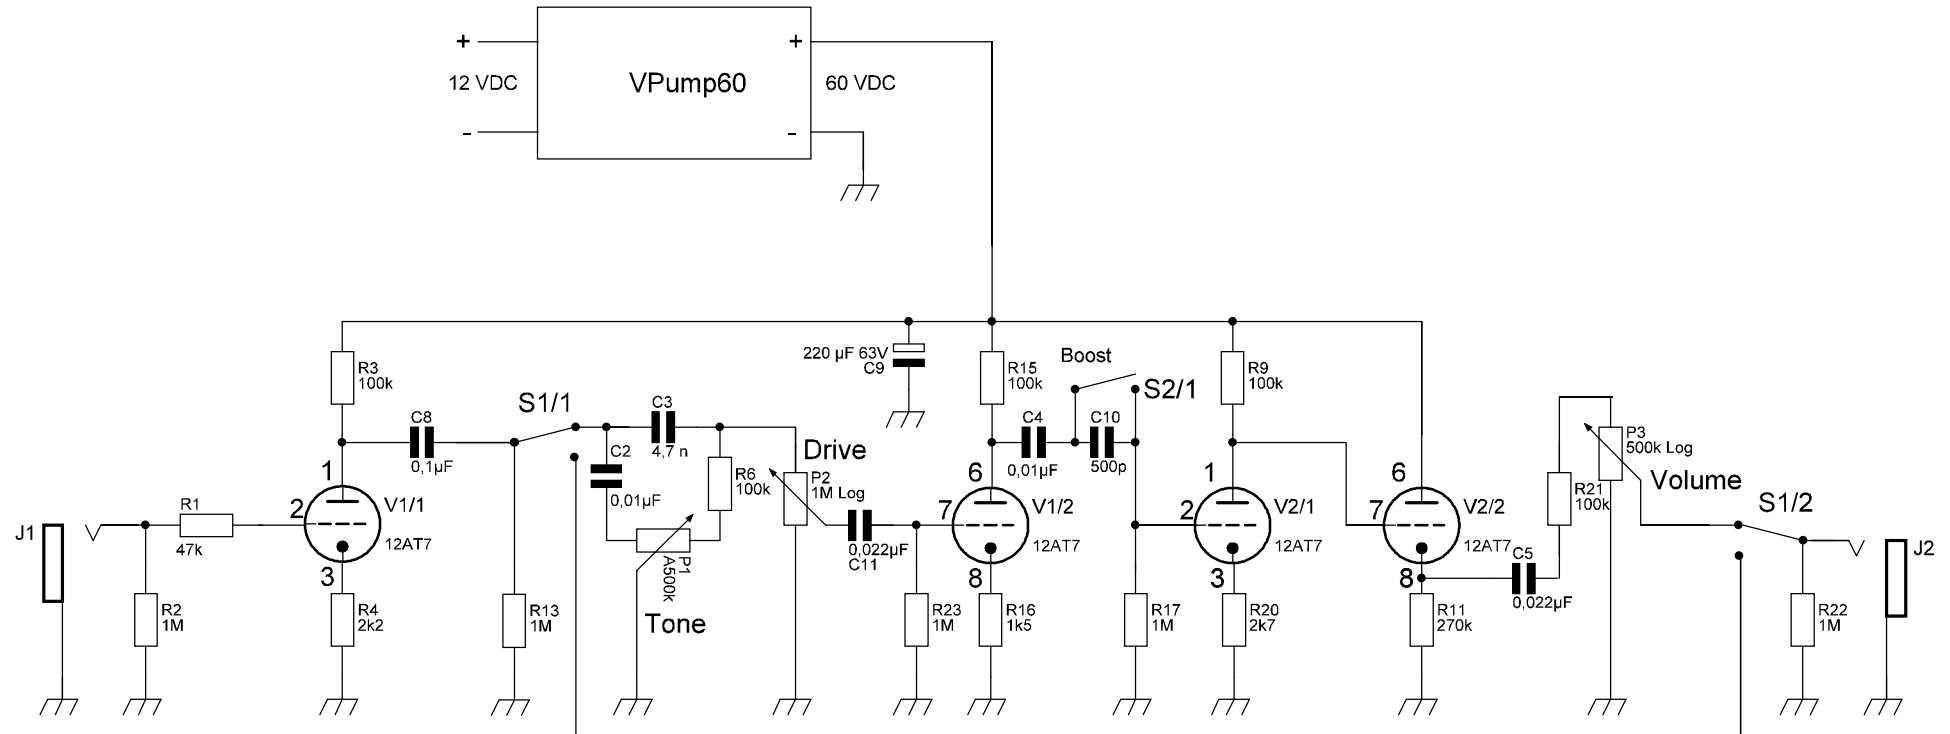 +
+
12 VDC
VPump60
60 VDC
-
-
R3
100k
220 µF 63V
C9
R15
100k
Boost
S2/1
R9
100k
C8
0,1µF
S1/1
C3
4,7 n
C2
0,01µF
R6
100k
Drive
P2
1M Log
C4
0,01µF
C10
500p
P3
500k Log
Volume
R21
100k
S1/2
J1
R1
47k
1
2
3
V1/1
12AT7
0,022µF
C11
6
7
8
V1/2
12AT7
1
2
3
V2/1
12AT7
6
7
8
V2/2
12AT7
C5
0,022µF
J2
P1
A500k
Tone
R2
1M
R4
2k2
R13
1M
R23
1M
R16
1k5
R17
1M
R20
2k7
R11
270k
R22
1M